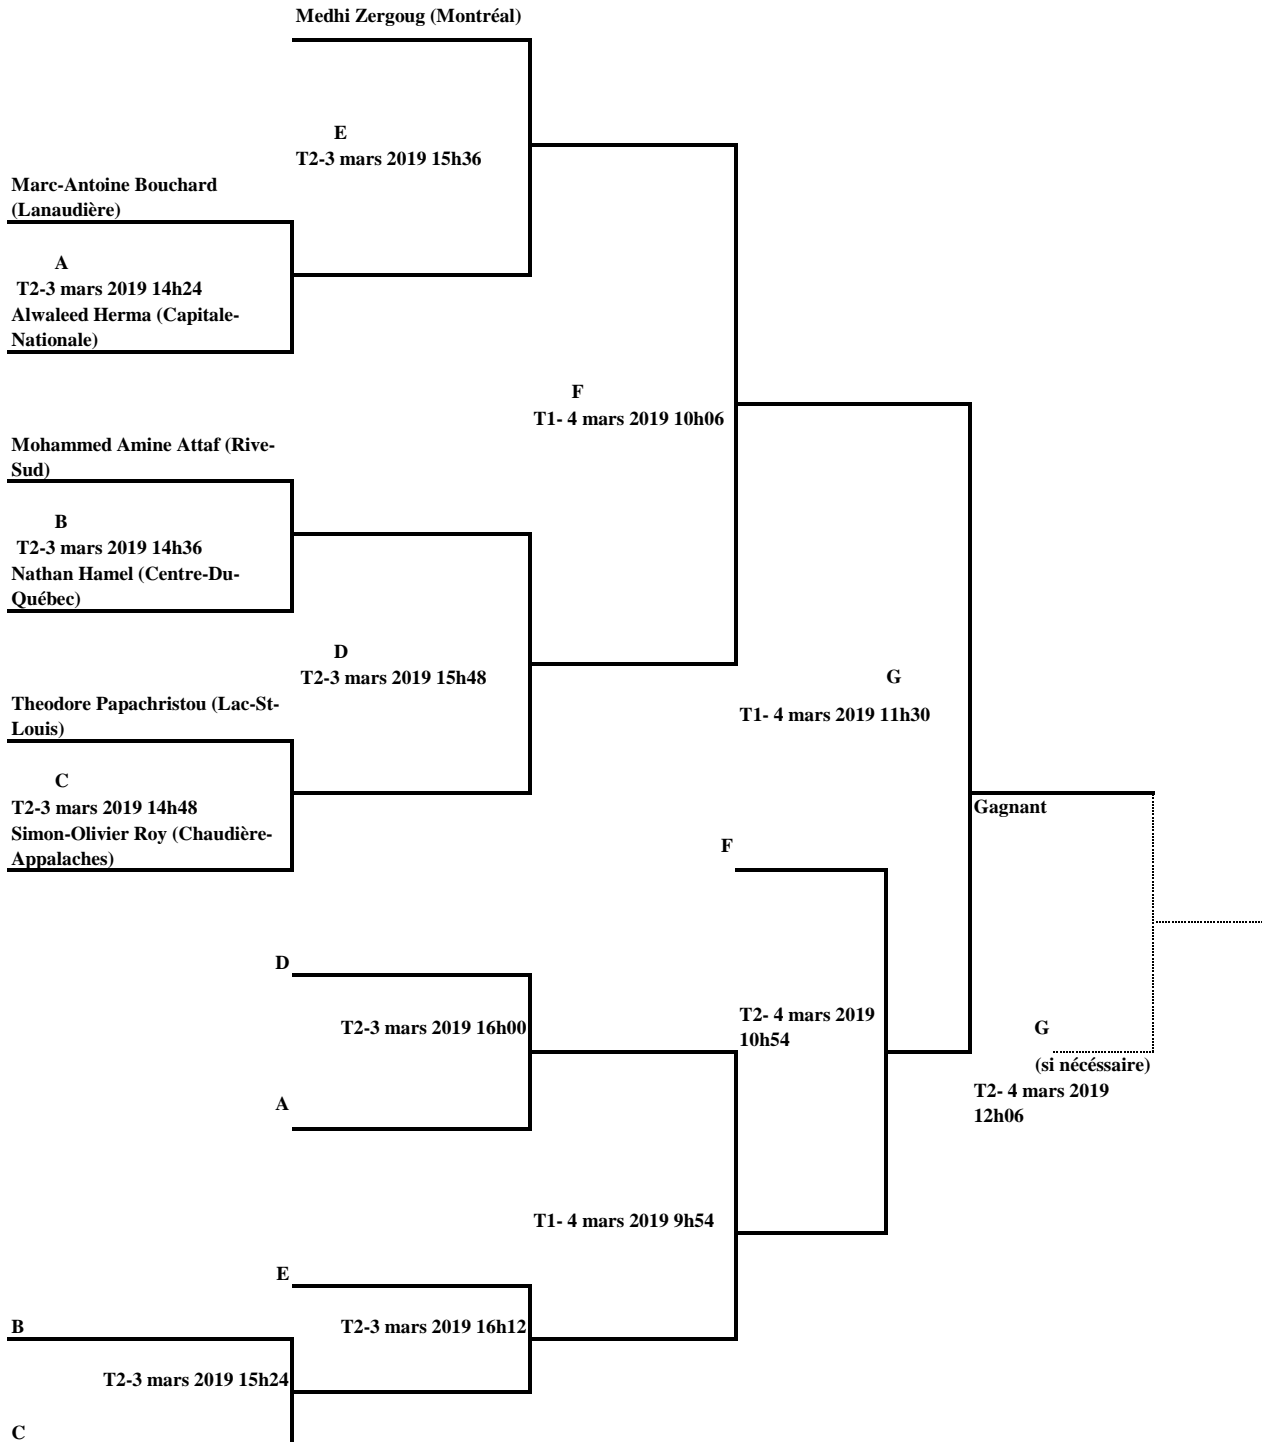 Medhi Zergoug (Montréal)
E
T2-3 mars 2019 15h36
Marc-Antoine Bouchard
(Lanaudière)
A
T2-3 mars 2019 14h24
Alwaleed Herma (Capitale-
Nationale)
F
T1- 4 mars 2019 10h06
Mohammed Amine Attaf (Rive-
Sud)
B
T2-3 mars 2019 14h36
Nathan Hamel (Centre-Du-
Québec)
D
T2-3 mars 2019 15h48
G
T1- 4 mars 2019 11h30
Theodore Papachristou (Lac-St-
Louis)
C
T2-3 mars 2019 14h48
Simon-Olivier Roy (Chaudière-
Appalaches)
Gagnant
F
D
T2-3 mars 2019 16h00
T2- 4 mars 2019
10h54
G
(si nécéssaire)
T2- 4 mars 2019
12h06
A
T1- 4 mars 2019 9h54
E
B
T2-3 mars 2019 16h12
T2-3 mars 2019 15h24
C